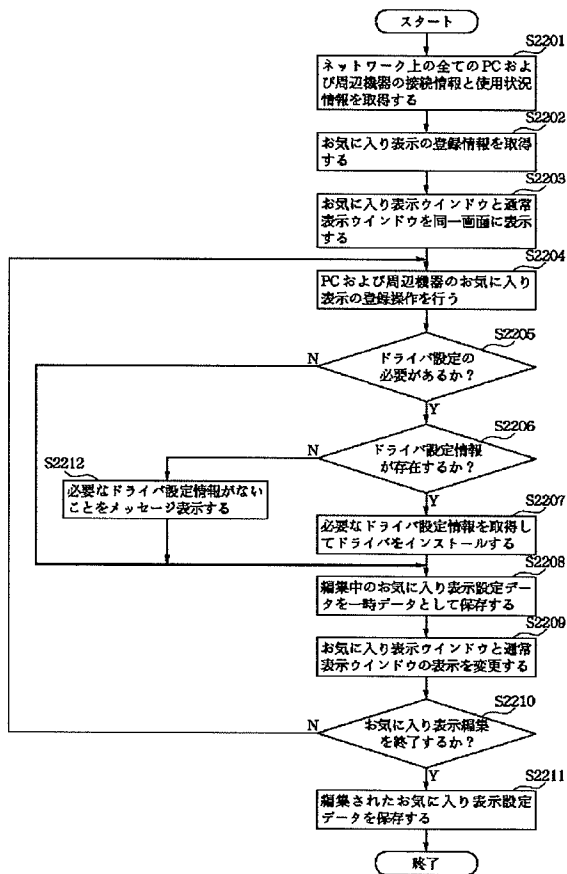 スタート
S2201
ネットワーク上の全てのPCおよ
び周辺機器の接続情報と使用状況
情報を取得する
S2202
お気に入り表示の登録情報を取得
する
S2203
お気に入り表示ウインドウと通常
表示ウインドウを同一画面に表示
する
S2204
PCおよび周辺機器のお気に入り
表示の登録操作を行う
S2205
ドライバ設定の
必要があるか?
N
Y
S2206
ドライバ設定情報
が存在するか?
N
Y
S2212
必要なドライバ設定情報がない
ことをメッセージ表示する
S2207
必要なドライバ設定情報を取得し
てドライバをインストールする
S2208
編集中のお気に入り表示設定デー
タを一時データとして保存する
S2209
お気に入り表示ウインドウと通常
表示ウインドウの表示を変更する
S2210
お気に入り表示編集
を終了するか?
N
Y
S2211
編集されたお気に入り表示設定
データを保存する
終了